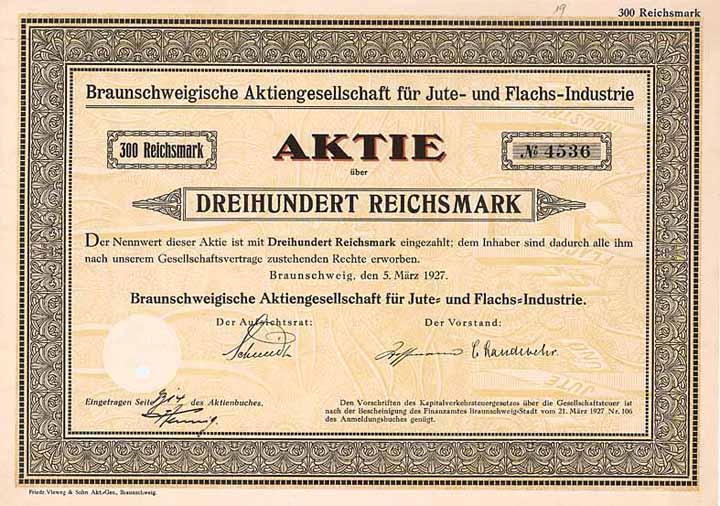 19
300 Reichsmark
Braunschweigische Aktiengesellschaft für Jute- und Flachs-Industrie
300 Reichsmark
AKTIE
№ 4536
über
DREIHUNDERT REICHSMARK
Der Nennwert dieser Aktie ist mit Dreihundert Reichsmark eingezahlt; dem Inhaber sind dadurch alle ihm
nach unserem Gesellschaftsvertrage zustehenden Rechte erworben.
Braunschweig, den 5. März 1927.
Braunschweigische Aktiengesellschaft für Jute- und Flachs-Industrie.
Der Aufsichtsrat:
Der Vorstand:
Schmidt
Hoffmann
C Landwehr.
Eingetragen Seite
des Aktienbuches.
Den Vorschriften des Kapitalverkehrsteuergesetzes über die Gesellschaftsteuer ist
nach der Bescheinigung des Finanzamtes Braunschweig-Stadt vom 21. März 1927 Nr. 106
des Anmeldungsbuches genügt.
Friedr. Vieweg & Sohn Akt.-Ges., Braunschweig.